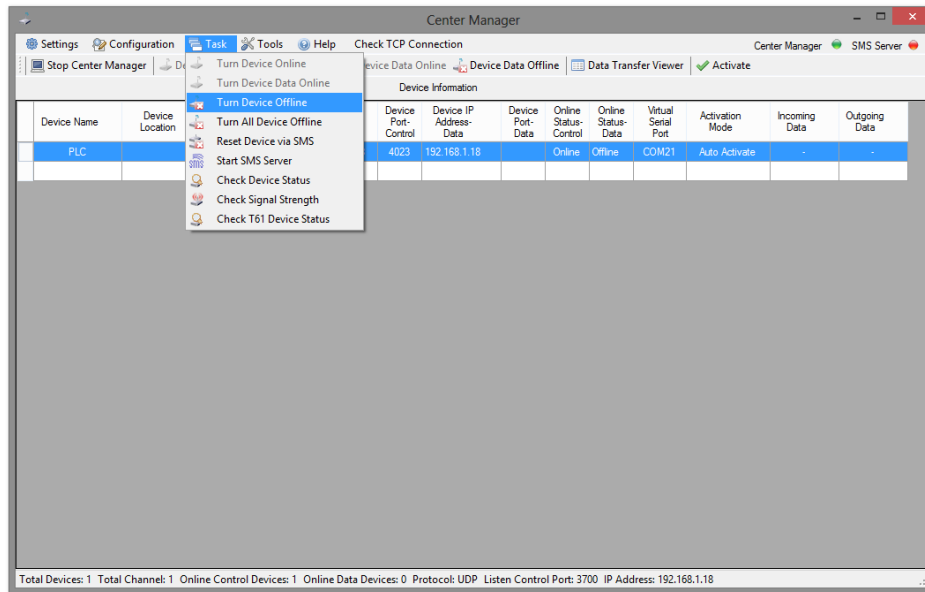 Center Manager
Settings Configuration Task Tools Help Check TCP Connection Center Manager SMS Server
Stop Center Manager Device Data Online Device Data Offline Data Transfer Viewer Activate
Turn Device Online
Turn Device Data Online
Turn Device Offline
Turn All Device Offline
Reset Device via SMS
Start SMS Server
Check Device Status
Check Signal Strength
Check T61 Device Status
Device Information
Device Name Device Location Device Port-Control Device IP Address-Data Device Port-Data Online Status-Control Online Status-Data Virtual Serial Port Activation Mode Incoming Data Outgoing Data
PLC 4023 192.168.1.18 Online Offline COM21 Auto Activate - -
Total Devices: 1 Total Channel: 1 Online Control Devices: 1 Online Data Devices: 0 Protocol: UDP Listen Control Port: 3700 IP Address: 192.168.1.18